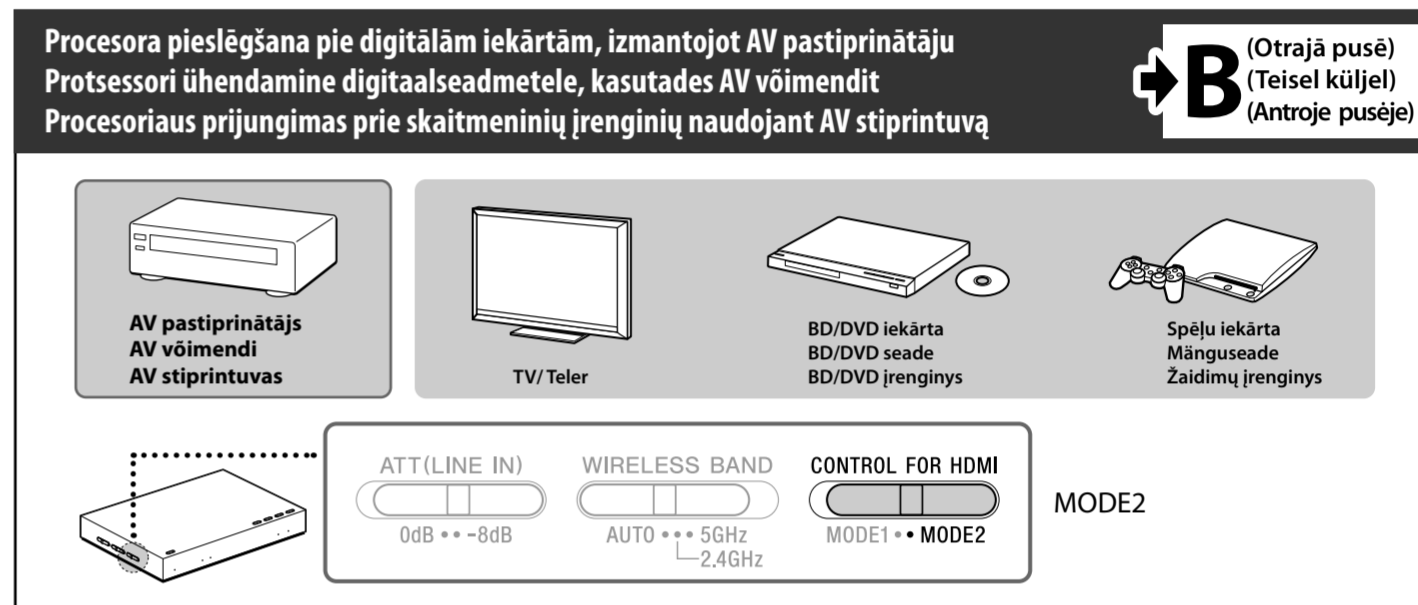 Procesora pieslēgšana pie digitālām iekārtām, izmantojot AV pastiprinātāju
Protsessori ühendamine digitaalseadmetele, kasutades AV võimendit
Procesoriaus prijungimas prie skaitmeninių įrenginių naudojant AV stiprintuvą
B
(Otrajā pusē)
(Teisel küljel)
(Antroje pusėje)
AV pastiprinātājs
AV võimendi
AV stiprintuvas
TV/ Teler
BD/DVD iekārta
BD/DVD seade
BD/DVD įrenginys
Spēļu iekārta
Mänguseade
Žaidimų įrenginys
ATT(LINE IN)
0dB •• -8dB
WIRELESS BAND
AUTO ••• 5GHz
2.4GHz
CONTROL FOR HDMI
MODE1 •• MODE2
MODE2